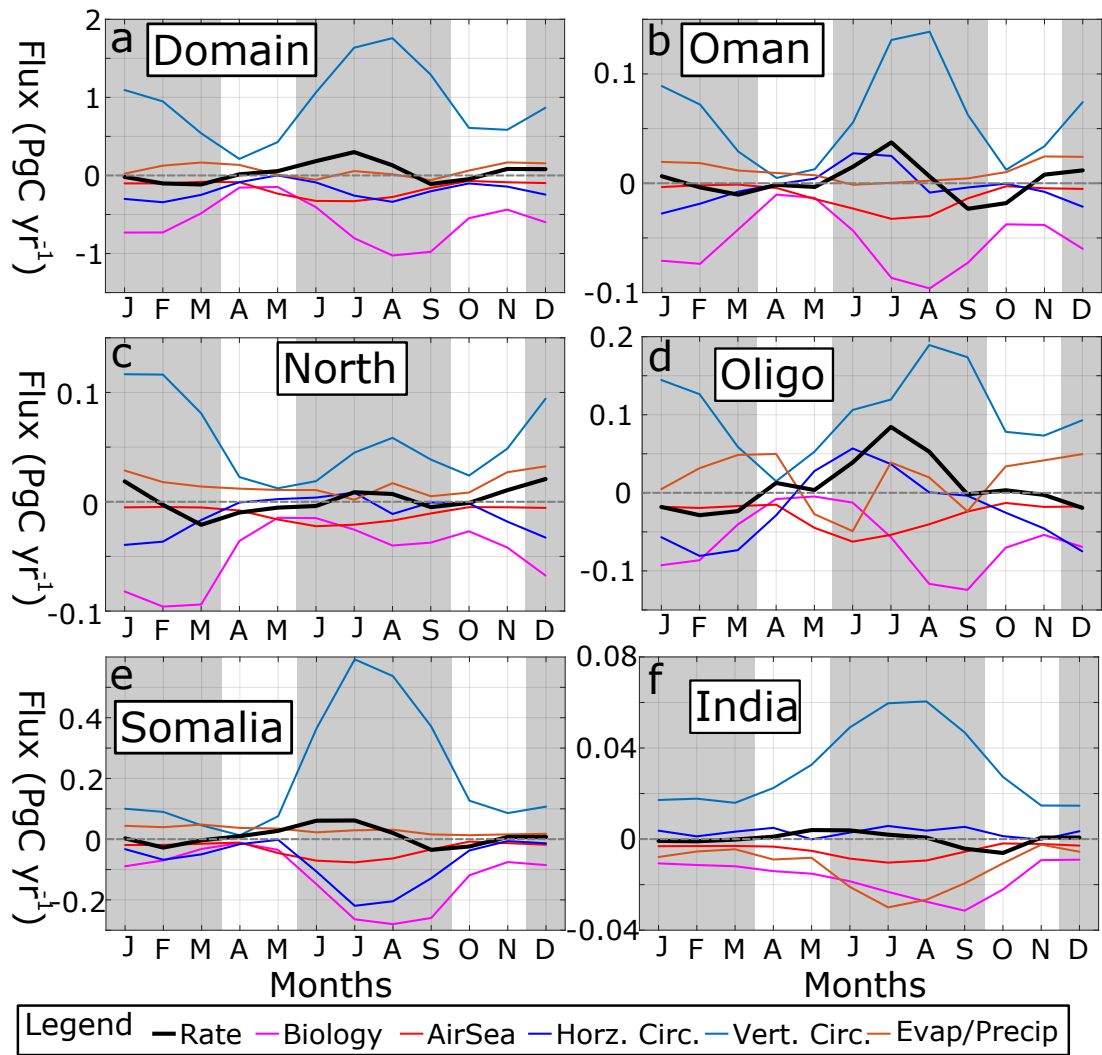 a
Domain
Flux (PgC yr-1)
2
1
0
-1
J F M A M J J A S O N D
b
Oman
0.1
0
-0.1
J F M A M J J A S O N D
c
North
Flux (PgC yr-1)
0.1
0
-0.1
J F M A M J J A S O N D
d
Oligo
0.2
0.1
0
-0.1
J F M A M J J A S O N D
e
Somalia
Flux (PgC yr-1)
0.4
0.2
0
-0.2
J F M A M J J A S O N D
Months
f
India
0.08
0.04
0
-0.04
J F M A M J J A S O N D
Months
Legend Rate Biology AirSea Horz. Circ. Vert. Circ. Evap/Precip